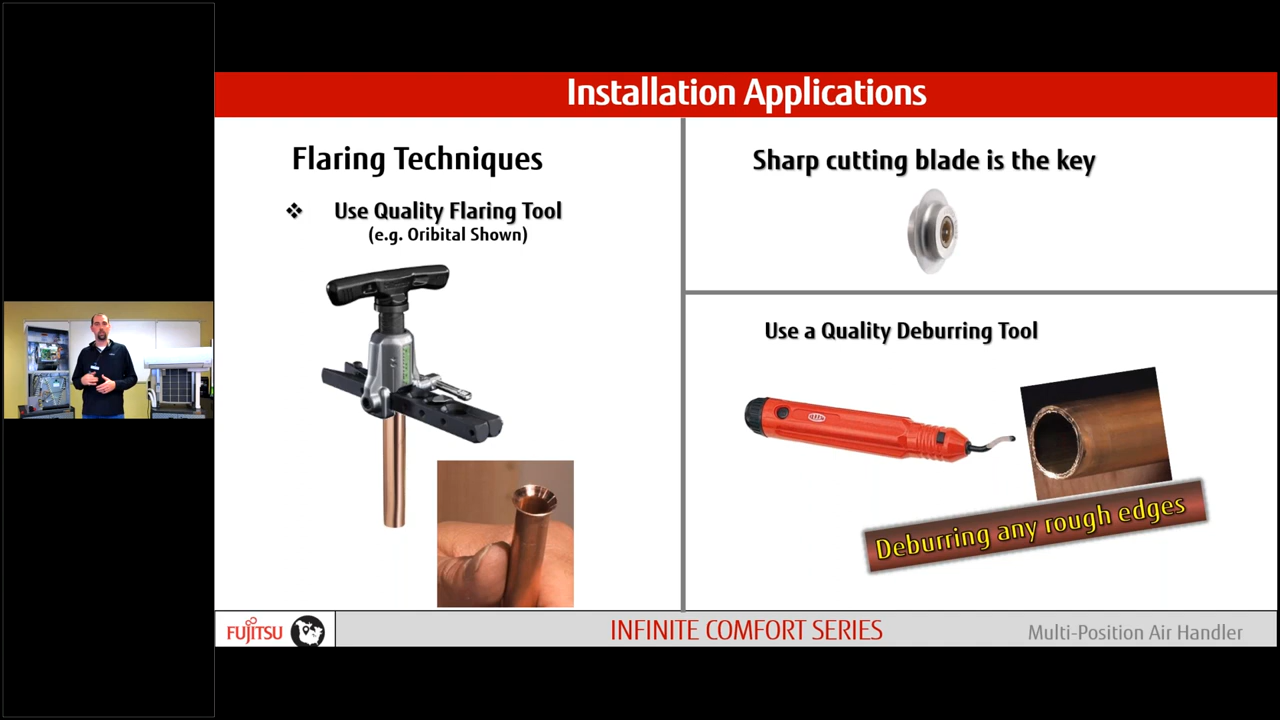 Installation Applications
Flaring Techniques
❖ Use Quality Flaring Tool
(e.g. Oribital Shown)
Sharp cutting blade is the key
Use a Quality Deburring Tool
Deburring any rough edges
FUJITSU
INFINITE COMFORT SERIES
Multi-Position Air Handler